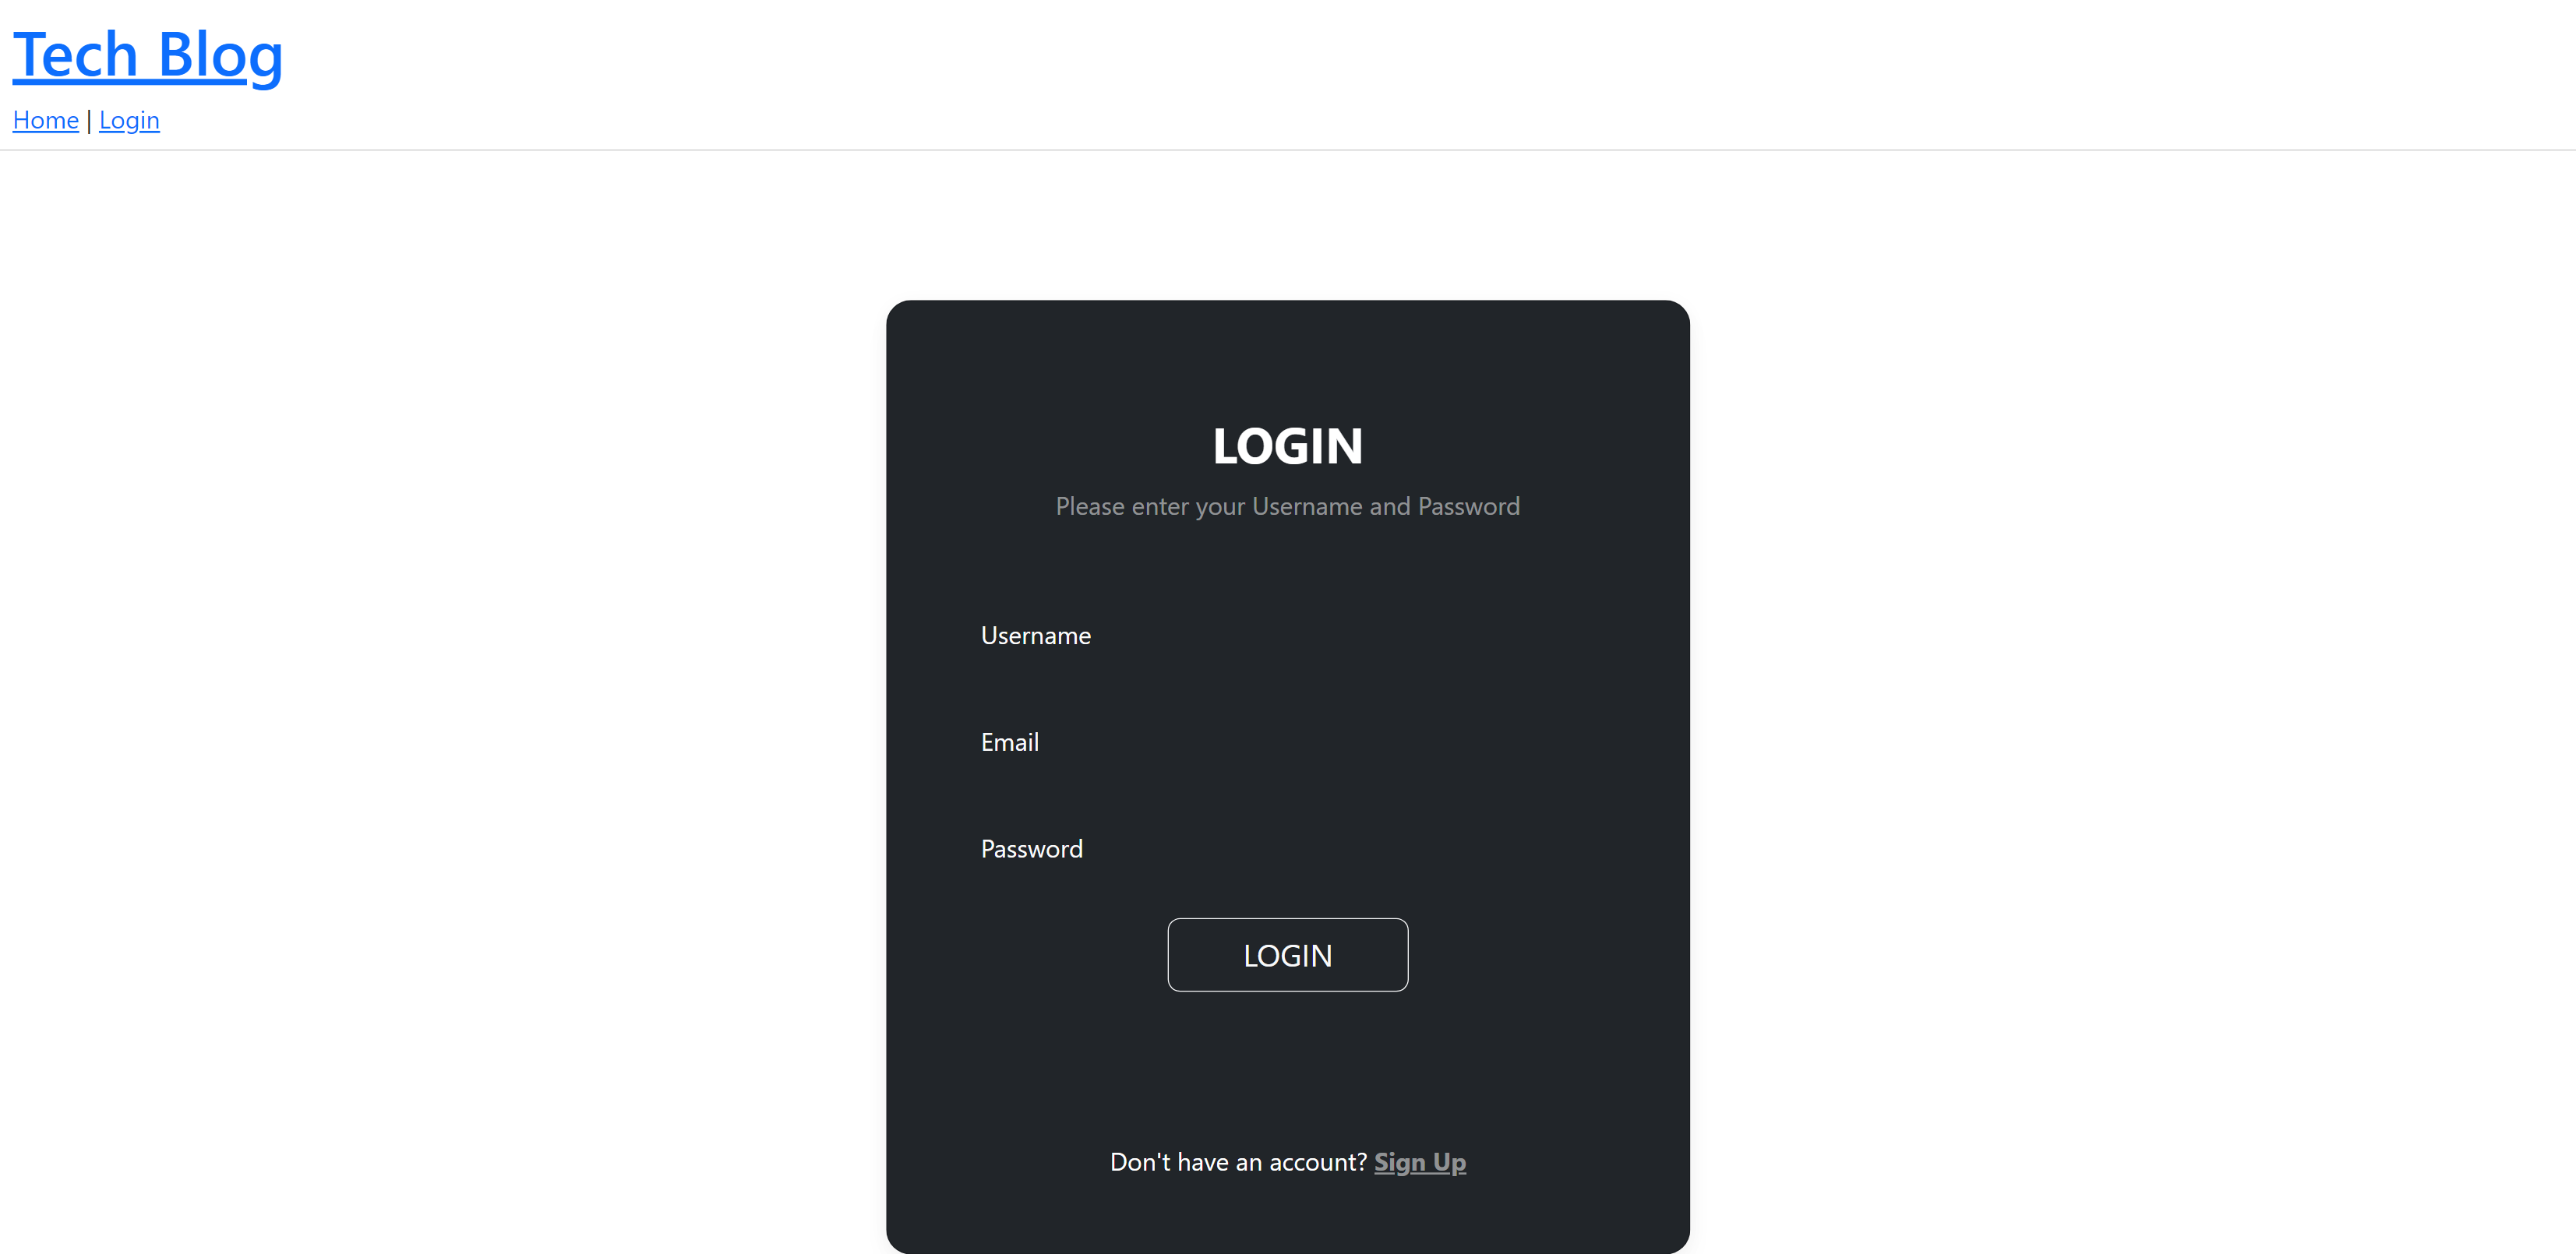 Tech Blog
Home | Login
LOGIN
Please enter your Username and Password
Username
Email
Password
LOGIN
Don't have an account? Sign Up